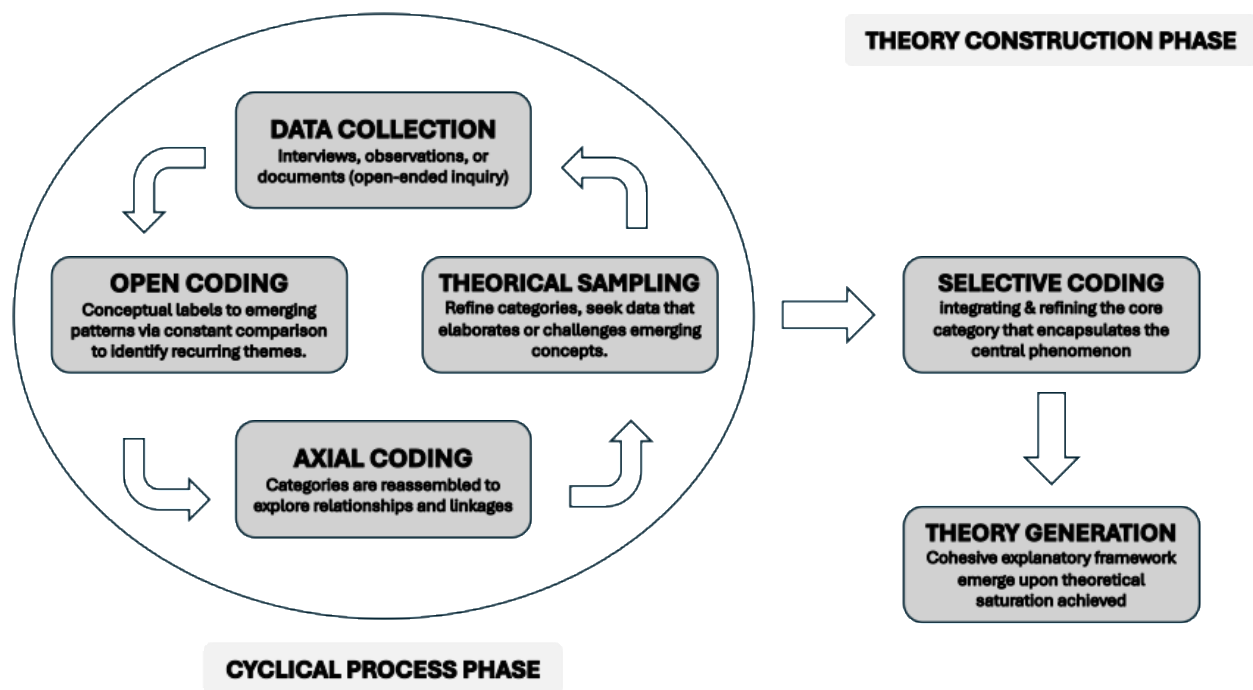 THEORY CONSTRUCTION PHASE
DATA COLLECTION
Interviews, observations, or
documents (open-ended inquiry)
OPEN CODING
Conceptual labels to emerging
patterns via constant comparison
to identify recurring themes.
THEORICAL SAMPLING
Refine categories, seek data that
elaborates or challenges emerging
concepts.
AXIAL CODING
Categories are reassembled to
explore relationships and linkages
SELECTIVE CODING
integrating & refining the core
category that encapsulates the
central phenomenon
THEORY GENERATION
Cohesive explanatory framework
emerge upon theoretical
saturation achieved
CYCLICAL PROCESS PHASE